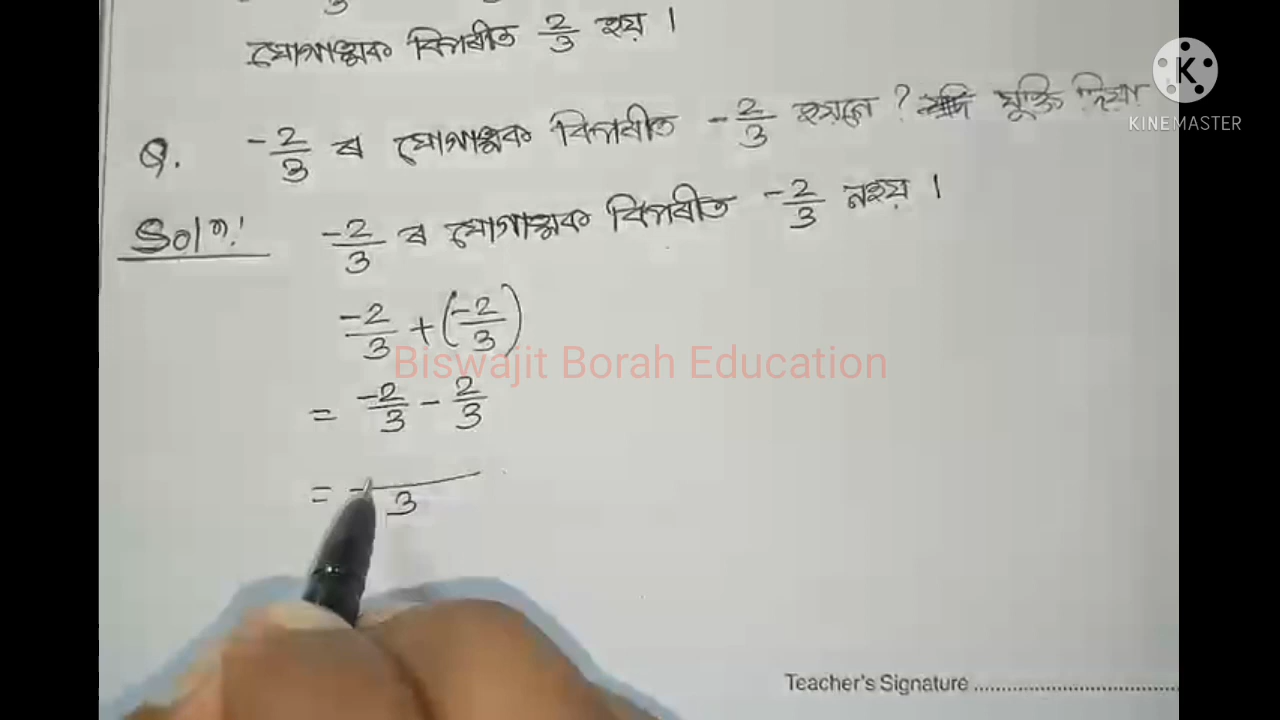 3
যোগাত্মক বিপৰীত 2/3 হয় ।
Q. -2/3 ৰ যোগাত্মক বিপৰীত -2/3 হয়নে? যুক্তি দিয়া
Solⁿ: -2/3 ৰ যোগাত্মক বিপৰীত -2/3 নহয় ।
-2/3 + (-2/3)
= -2/3 - 2/3
= 3
K
KINEMASTER
Biswajit Borah Education
Teacher's Signature